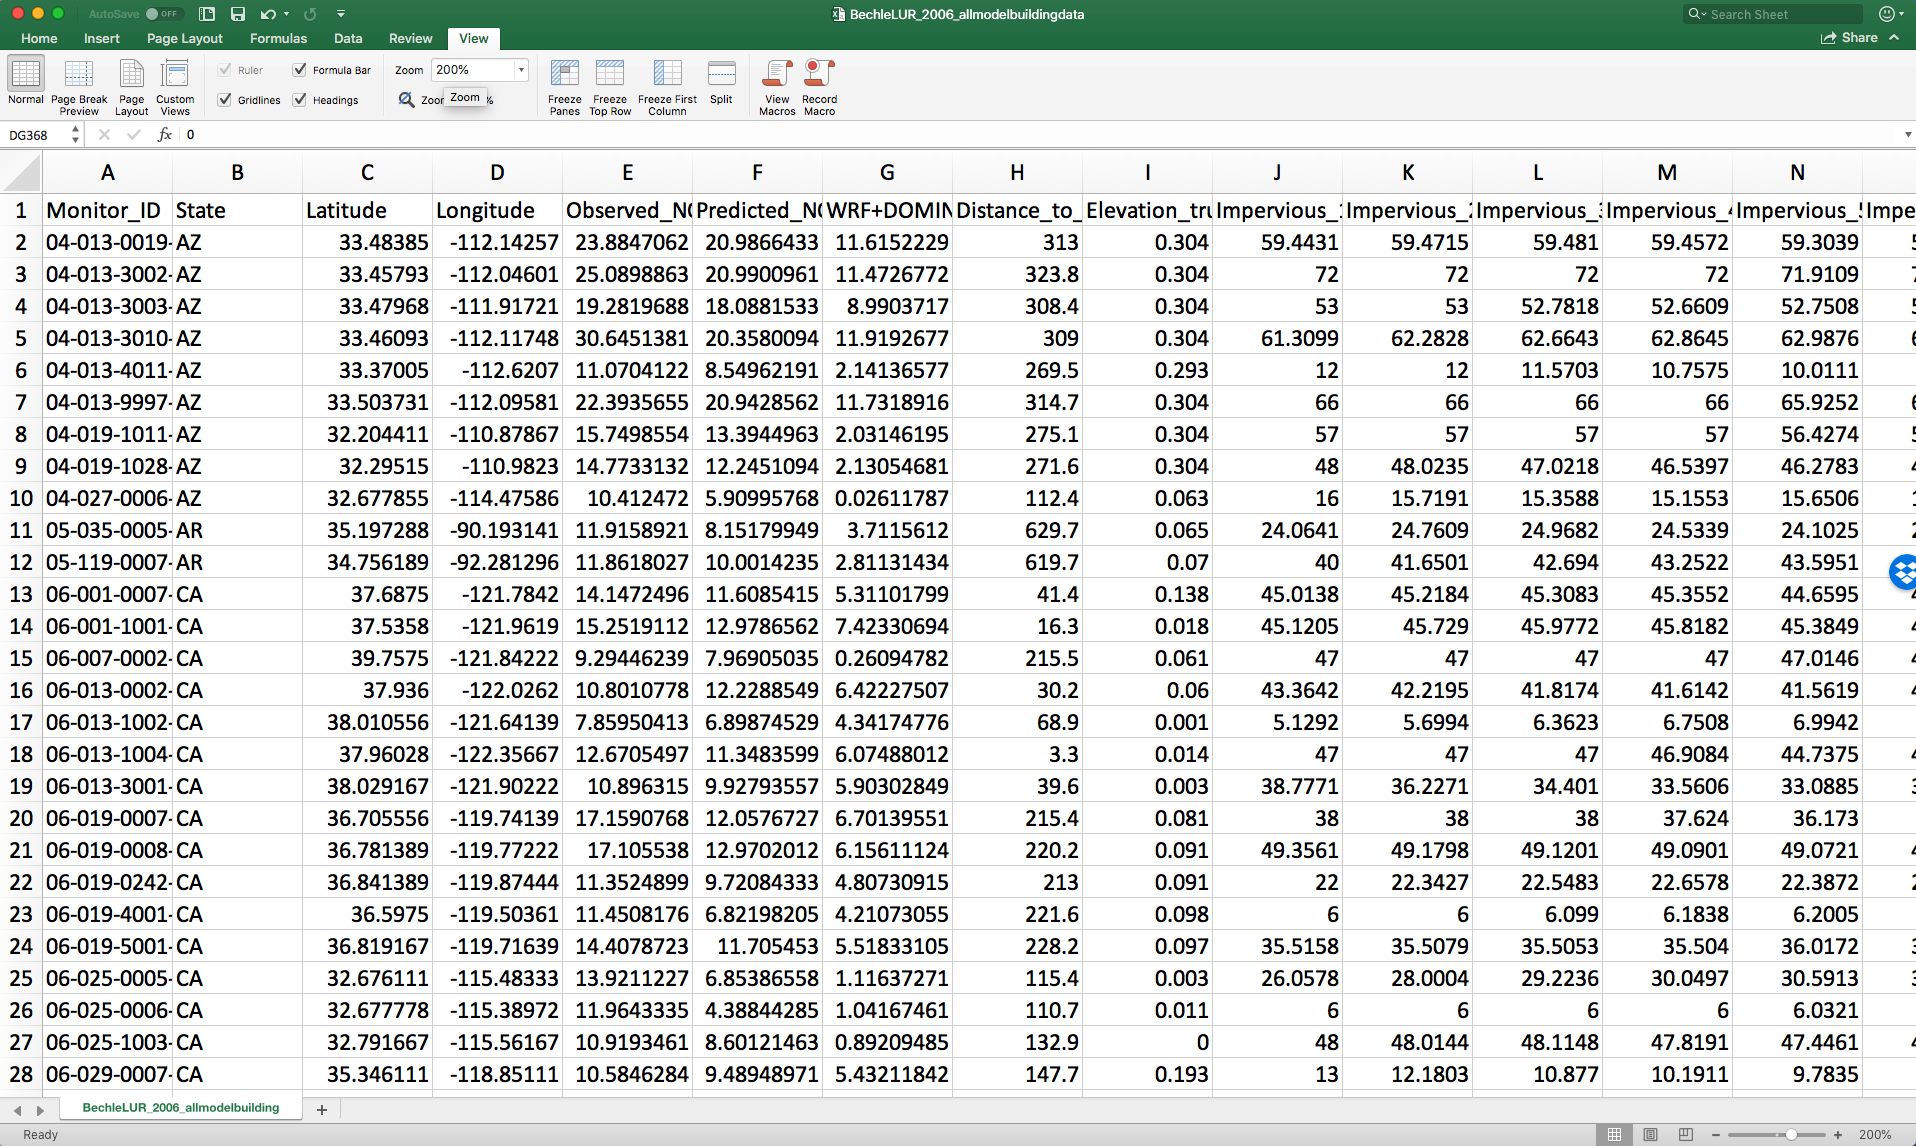 AutoSave OFF BechleLUR_2006_allmodelbuildingdata Search Sheet
Home Insert Page Layout Formulas Data Review View Share
Ruler Formula Bar Zoom 200%
Gridlines Headings Zoom %
Normal Page Break Preview Page Layout Custom Views Freeze Panes Freeze Top Row Freeze First Column Split View Macros Record Macro
DG368 fx 0
A B C D E F G H I J K L M N
1 Monitor_ID State Latitude Longitude Observed_N Predicted_N WRF+DOMIN Distance_to_ Elevation_tru Impervious_1 Impervious_2 Impervious_3 Impervious_4 Impervious_5 Impe
2 04-013-0019- AZ 33.48385 -112.14257 23.8847062 20.9866433 11.6152229 313 0.304 59.4431 59.4715 59.481 59.4572 59.3039
3 04-013-3002- AZ 33.45793 -112.04601 25.0898863 20.9900961 11.4726772 323.8 0.304 72 72 72 72 71.9109
4 04-013-3003- AZ 33.47968 -111.91721 19.2819688 18.0881533 8.9903717 308.4 0.304 53 53 52.7818 52.6609 52.7508
5 04-013-3010- AZ 33.46093 -112.11748 30.6451381 20.3580094 11.9192677 309 0.304 61.3099 62.2828 62.6643 62.8645 62.9876
6 04-013-4011- AZ 33.37005 -112.6207 11.0704122 8.54962191 2.14136577 269.5 0.293 12 12 11.5703 10.7575 10.0111
7 04-013-9997- AZ 33.503731 -112.09581 22.3935655 20.9428562 11.7318916 314.7 0.304 66 66 66 66 65.9252
8 04-019-1011- AZ 32.204411 -110.87867 15.7498554 13.3944963 2.03146195 275.1 0.304 57 57 57 57 56.4274
9 04-019-1028- AZ 32.29515 -110.9823 14.7733132 12.2451094 2.13054681 271.6 0.304 48 48.0235 47.0218 46.5397 46.2783
10 04-027-0006- AZ 32.677855 -114.47586 10.412472 5.90995768 0.02611787 112.4 0.063 16 15.7191 15.3588 15.1553 15.6506
11 05-035-0005- AR 35.197288 -90.193141 11.9158921 8.15179949 3.7115612 629.7 0.065 24.0641 24.7609 24.9682 24.5339 24.1025
12 05-119-0007- AR 34.756189 -92.281296 11.8618027 10.0014235 2.81131434 619.7 0.07 40 41.6501 42.694 43.2522 43.5951
13 06-001-0007- CA 37.6875 -121.7842 14.1472496 11.6085415 5.31101799 41.4 0.138 45.0138 45.2184 45.3083 45.3552 44.6595
14 06-001-1001- CA 37.5358 -121.9619 15.2519112 12.9786562 7.42330694 16.3 0.018 45.1205 45.729 45.9772 45.8182 45.3849
15 06-007-0002- CA 39.7575 -121.84222 9.29446239 7.96905035 0.26094782 215.5 0.061 47 47 47 47 47.0146
16 06-013-0002- CA 37.936 -122.0262 10.8010778 12.2288549 6.42227507 30.2 0.06 43.3642 42.2195 41.8174 41.6142 41.5619
17 06-013-1002- CA 38.010556 -121.64139 7.85950413 6.89874529 4.34174776 68.9 0.001 5.1292 5.6994 6.3623 6.7508 6.9942
18 06-013-1004- CA 37.96028 -122.35667 12.6705497 11.3483599 6.07488012 3.3 0.014 47 47 47 46.9084 44.7375
19 06-013-3001- CA 38.029167 -121.90222 10.896315 9.92793557 5.90302849 39.6 0.003 38.7771 36.2271 34.401 33.5606 33.0885
20 06-019-0007- CA 36.705556 -119.74139 17.1590768 12.0576727 6.70139551 215.4 0.081 38 38 38 37.624 36.173
21 06-019-0008- CA 36.781389 -119.77222 17.105538 12.9702012 6.15611124 220.2 0.091 49.3561 49.1798 49.1201 49.0901 49.0721
22 06-019-0242- CA 36.841389 -119.87444 11.3524899 9.72084333 4.80730915 213 0.091 22 22.3427 22.5483 22.6578 22.3872
23 06-019-4001- CA 36.5975 -119.50361 11.4508176 6.82198205 4.21073055 221.6 0.098 6 6 6.099 6.1838 6.2005
24 06-019-5001- CA 36.819167 -119.71639 14.4078723 11.705453 5.51833105 228.2 0.097 35.5158 35.5079 35.5053 35.504 36.0172
25 06-025-0005- CA 32.676111 -115.48333 13.9211227 6.85386558 1.11637271 115.4 0.003 26.0578 28.0004 29.2236 30.0497 30.5913
26 06-025-0006- CA 32.677778 -115.38972 11.9643335 4.38844285 1.04167461 110.7 0.011 6 6 6 6 6.0321
27 06-025-1003- CA 32.791667 -115.56167 10.9193461 8.60121463 0.89209485 132.9 0 48 48.0144 48.1148 47.8191 47.4461
28 06-029-0007- CA 35.346111 -118.85111 10.5846284 9.48948971 5.43211842 147.7 0.193 13 12.1803 10.877 10.1911 9.7835
BechleLUR_2006_allmodelbuilding +
Ready 200%